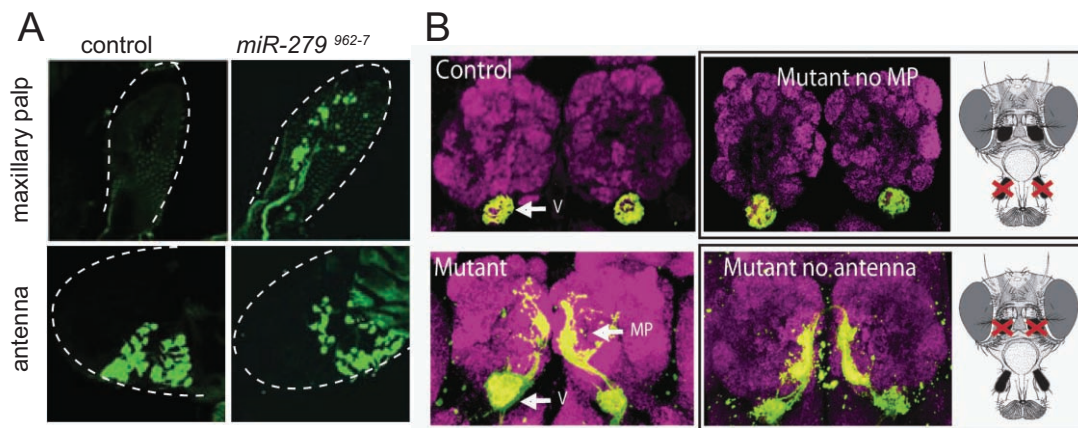 A
control
miR-279 962-7
maxillary palp
antenna
B
Control
V
Mutant no MP
Mutant
MP
V
Mutant no antenna